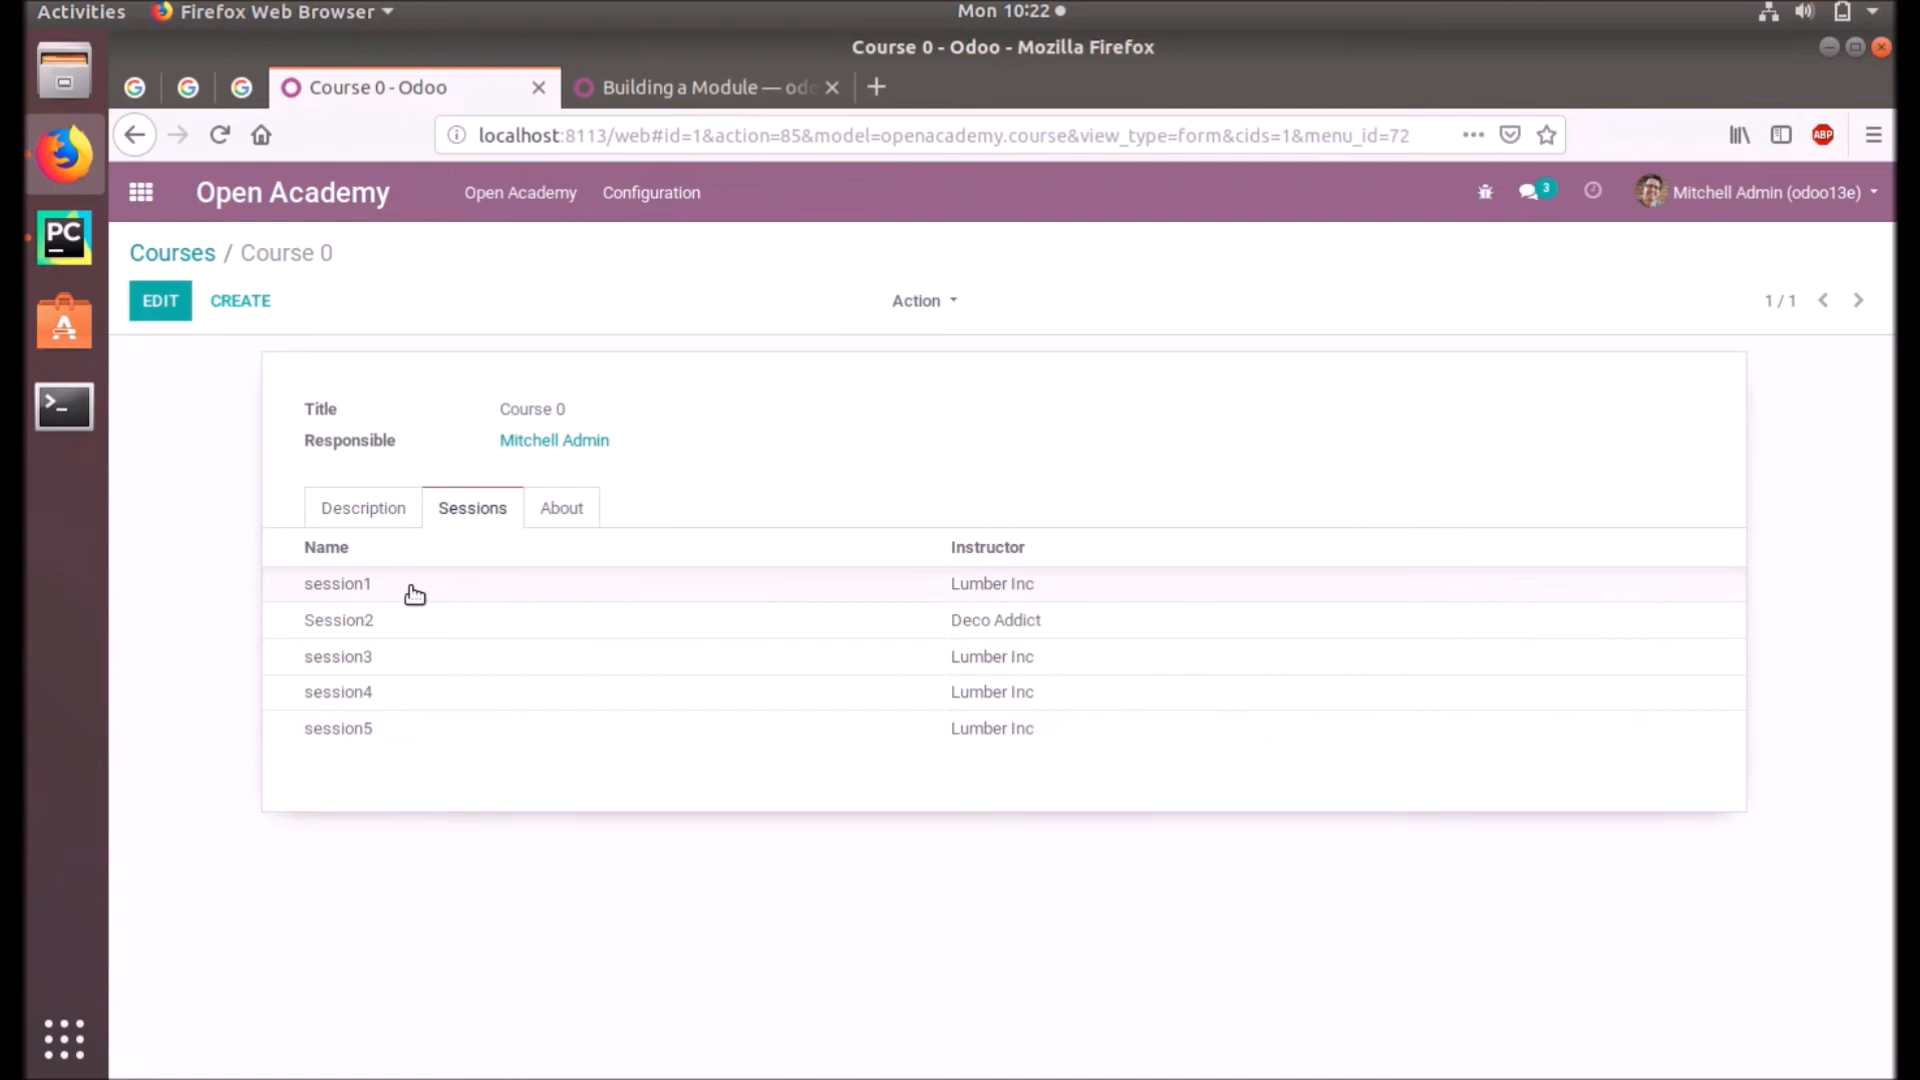 Activities Firefox Web Browser Mon 10:22
Course 0 - Odoo - Mozilla Firefox
G G G Course 0 - Odoo Building a Module — odo
localhost:8113/web#id=1&action=85&model=openacademy.course&view_type=form&cids=1&menu_id=72 ABP
Open Academy Open Academy Configuration 3 Mitchell Admin (odoo13e)
PC
Courses / Course 0
EDIT CREATE Action 1 / 1
Title Course 0
Responsible Mitchell Admin
Description Sessions About
Name Instructor
session1 Lumber Inc
Session2 Deco Addict
session3 Lumber Inc
session4 Lumber Inc
session5 Lumber Inc